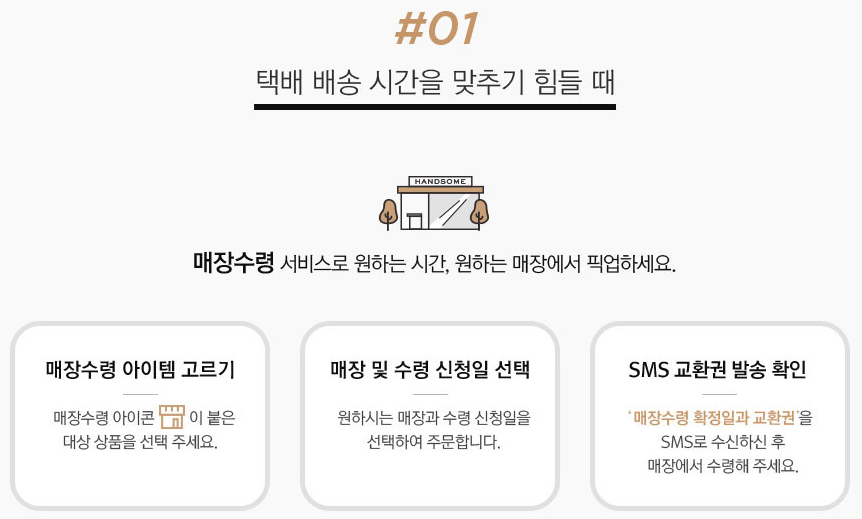 #01
택배 배송 시간을 맞추기 힘들 때
HANDSOME
매장수령 서비스로 원하는 시간, 원하는 매장에서 픽업하세요.
매장수령 아이템 고르기
매장수령 아이콘 이 붙은
대상 상품을 선택 주세요.
매장 및 수령 신청일 선택
원하시는 매장과 수령 신청일을
선택하여 주문합니다.
SMS 교환권 발송 확인
'매장수령 확정일과 교환권'을
SMS로 수신하신 후
매장에서 수령해 주세요.